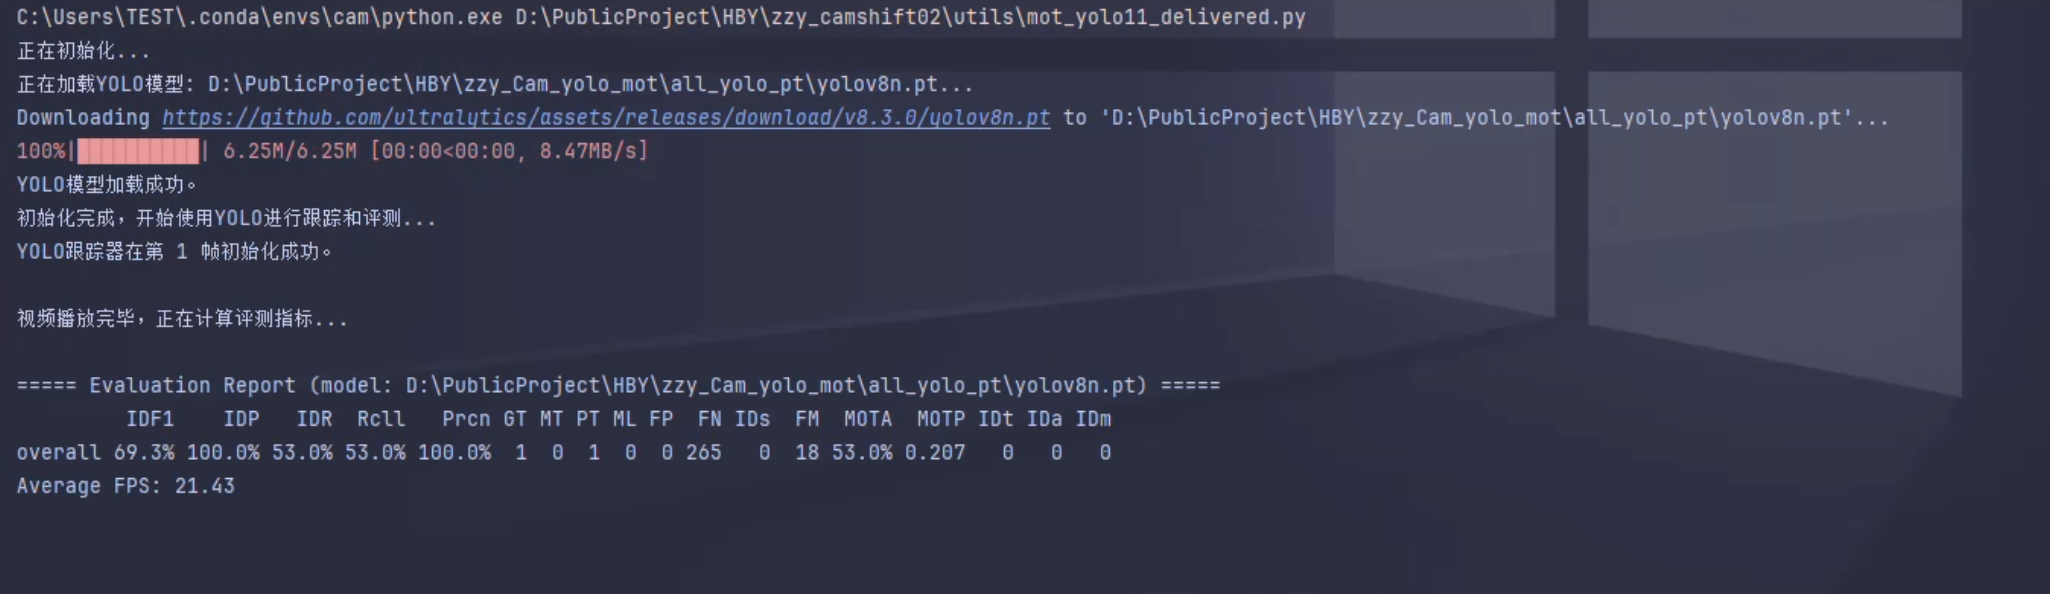 C:\Users\TEST\.conda\envs\cam\python.exe D:\PublicProject\HBY\zzy_camshift02\utils\mot_yolo11_delivered.py
正在初始化...
正在加载YOLO模型: D:\PublicProject\HBY\zzy_Cam_yolo_mot\all_yolo_pt\yolov8n.pt...
Downloading https://github.com/ultralytics/assets/releases/download/v8.3.0/yolov8n.pt to 'D:\PublicProject\HBY\zzy_Cam_yolo_mot\all_yolo_pt\yolov8n.pt'...
100%|██████████| 6.25M/6.25M [00:00<00:00, 8.47MB/s]
YOLO模型加载成功。
初始化完成，开始使用YOLO进行跟踪和评测...
YOLO跟踪器在第 1 帧初始化成功。
视频播放完毕，正在计算评测指标...
===== Evaluation Report (model: D:\PublicProject\HBY\zzy_Cam_yolo_mot\all_yolo_pt\yolov8n.pt) =====
IDF1 IDP IDR Rcll Prcn GT MT PT ML FP FN IDs FM MOTA MOTP IDt IDa IDm
overall 69.3% 100.0% 53.0% 53.0% 100.0% 1 0 1 0 0 265 0 18 53.0% 0.207 0 0 0
Average FPS: 21.43